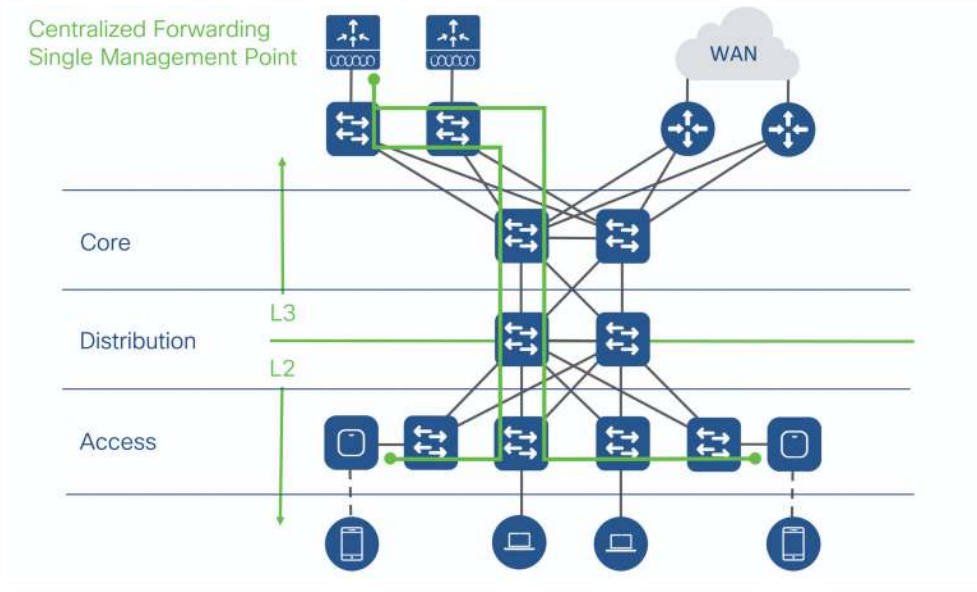 Centralized Forwarding
Single Management Point
WAN
Core
L3
Distribution
L2
Access